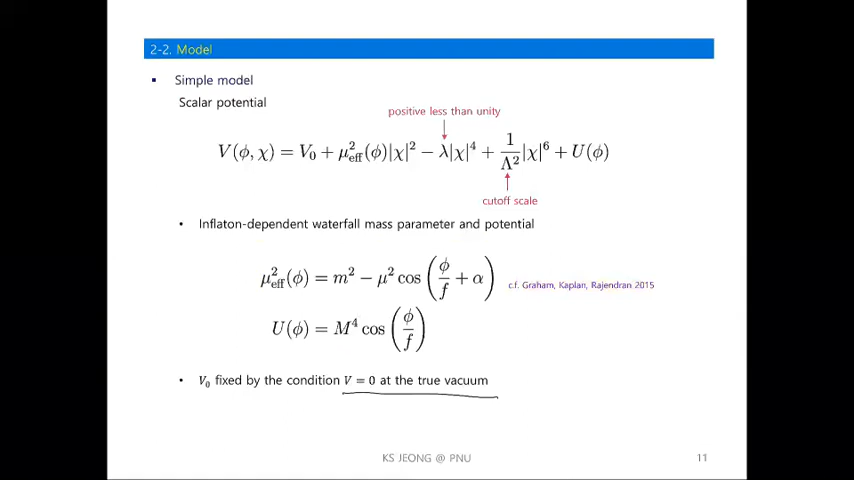 2-2. Model
▪ Simple model
Scalar potential
positive less than unity
V(ϕ, χ) = V₀ + μ²_eff(ϕ)|χ|² − λ|χ|⁴ + 1/Λ² |χ|⁶ + U(ϕ)
cutoff scale
• Inflaton-dependent waterfall mass parameter and potential
μ²_eff(ϕ) = m² − μ² cos(ϕ/f + α)
c.f. Graham, Kaplan, Rajendran 2015
U(ϕ) = M⁴ cos(ϕ/f)
• V₀ fixed by the condition V = 0 at the true vacuum
KS JEONG @ PNU
11